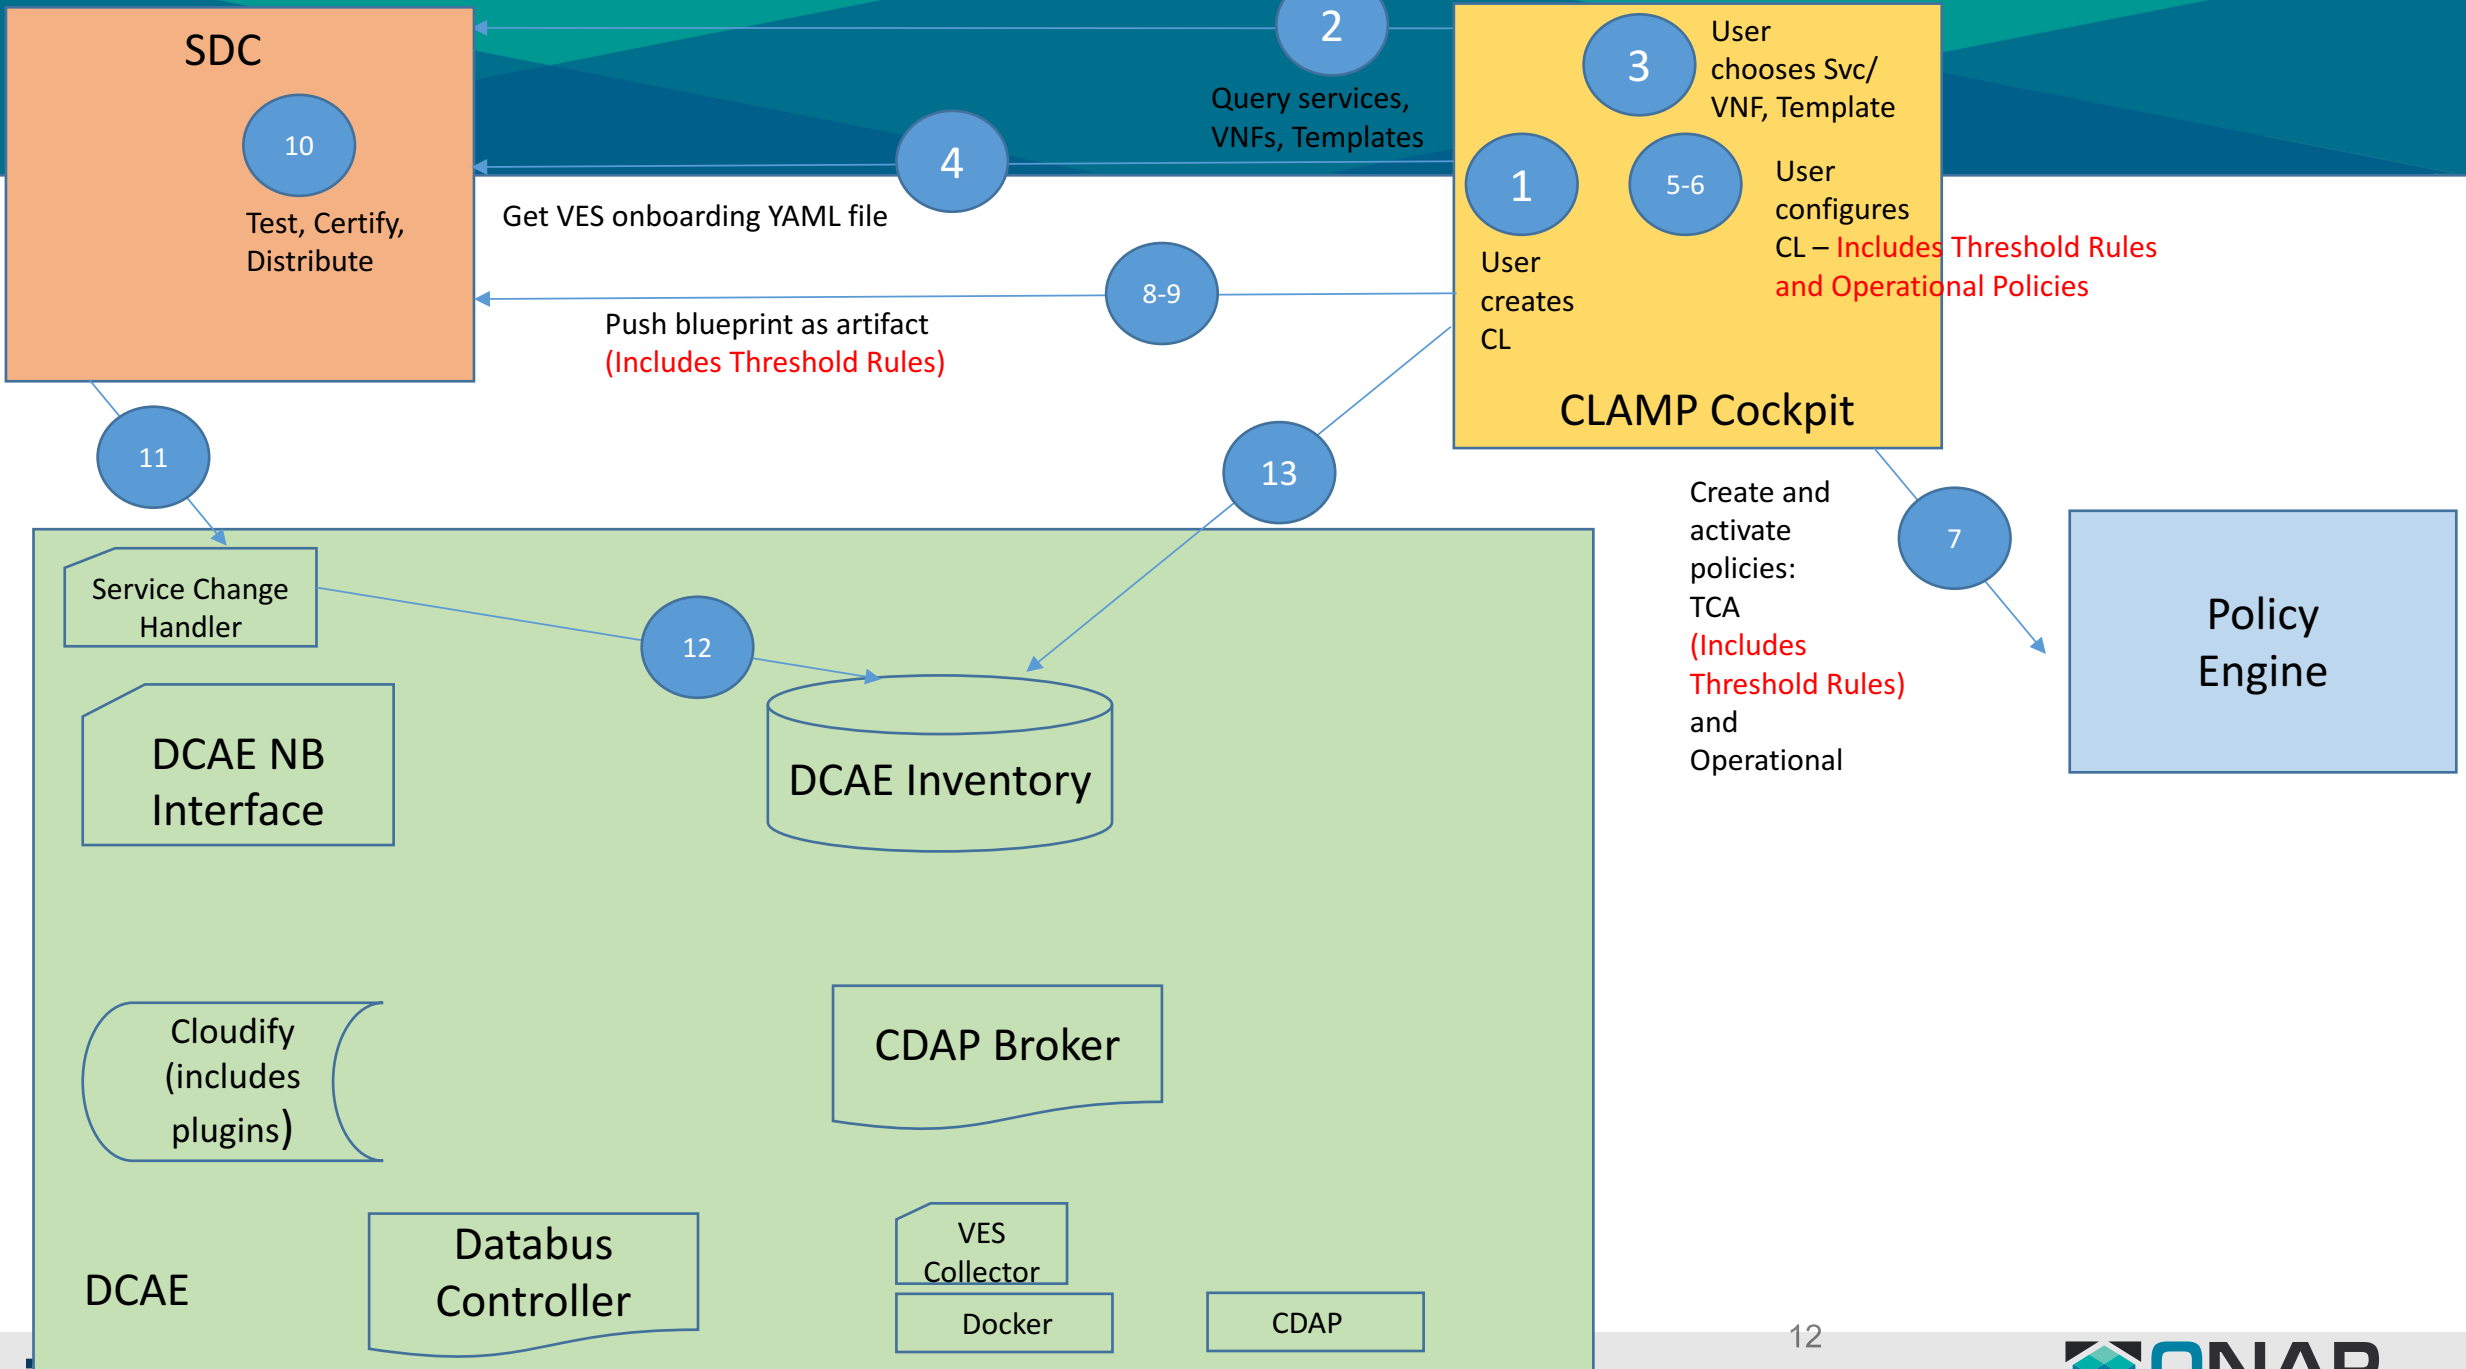 SDC
10
Test, Certify,
Distribute
2
Query services,
VNFs, Templates
4
Get VES onboarding YAML file
8-9
Push blueprint as artifact
(Includes Threshold Rules)
3
User
chooses Svc/
VNF, Template
1
User
creates
CL
5-6
User
configures
CL – Includes Threshold Rules
and Operational Policies
CLAMP Cockpit
11
13
7
Create and
activate
policies:
TCA
(Includes
Threshold Rules)
and
Operational
Policy
Engine
Service Change
Handler
12
DCAE NB
Interface
DCAE Inventory
Cloudify
(includes
plugins)
CDAP Broker
DCAE
Databus
Controller
VES
Collector
Docker
CDAP
12
ONAP